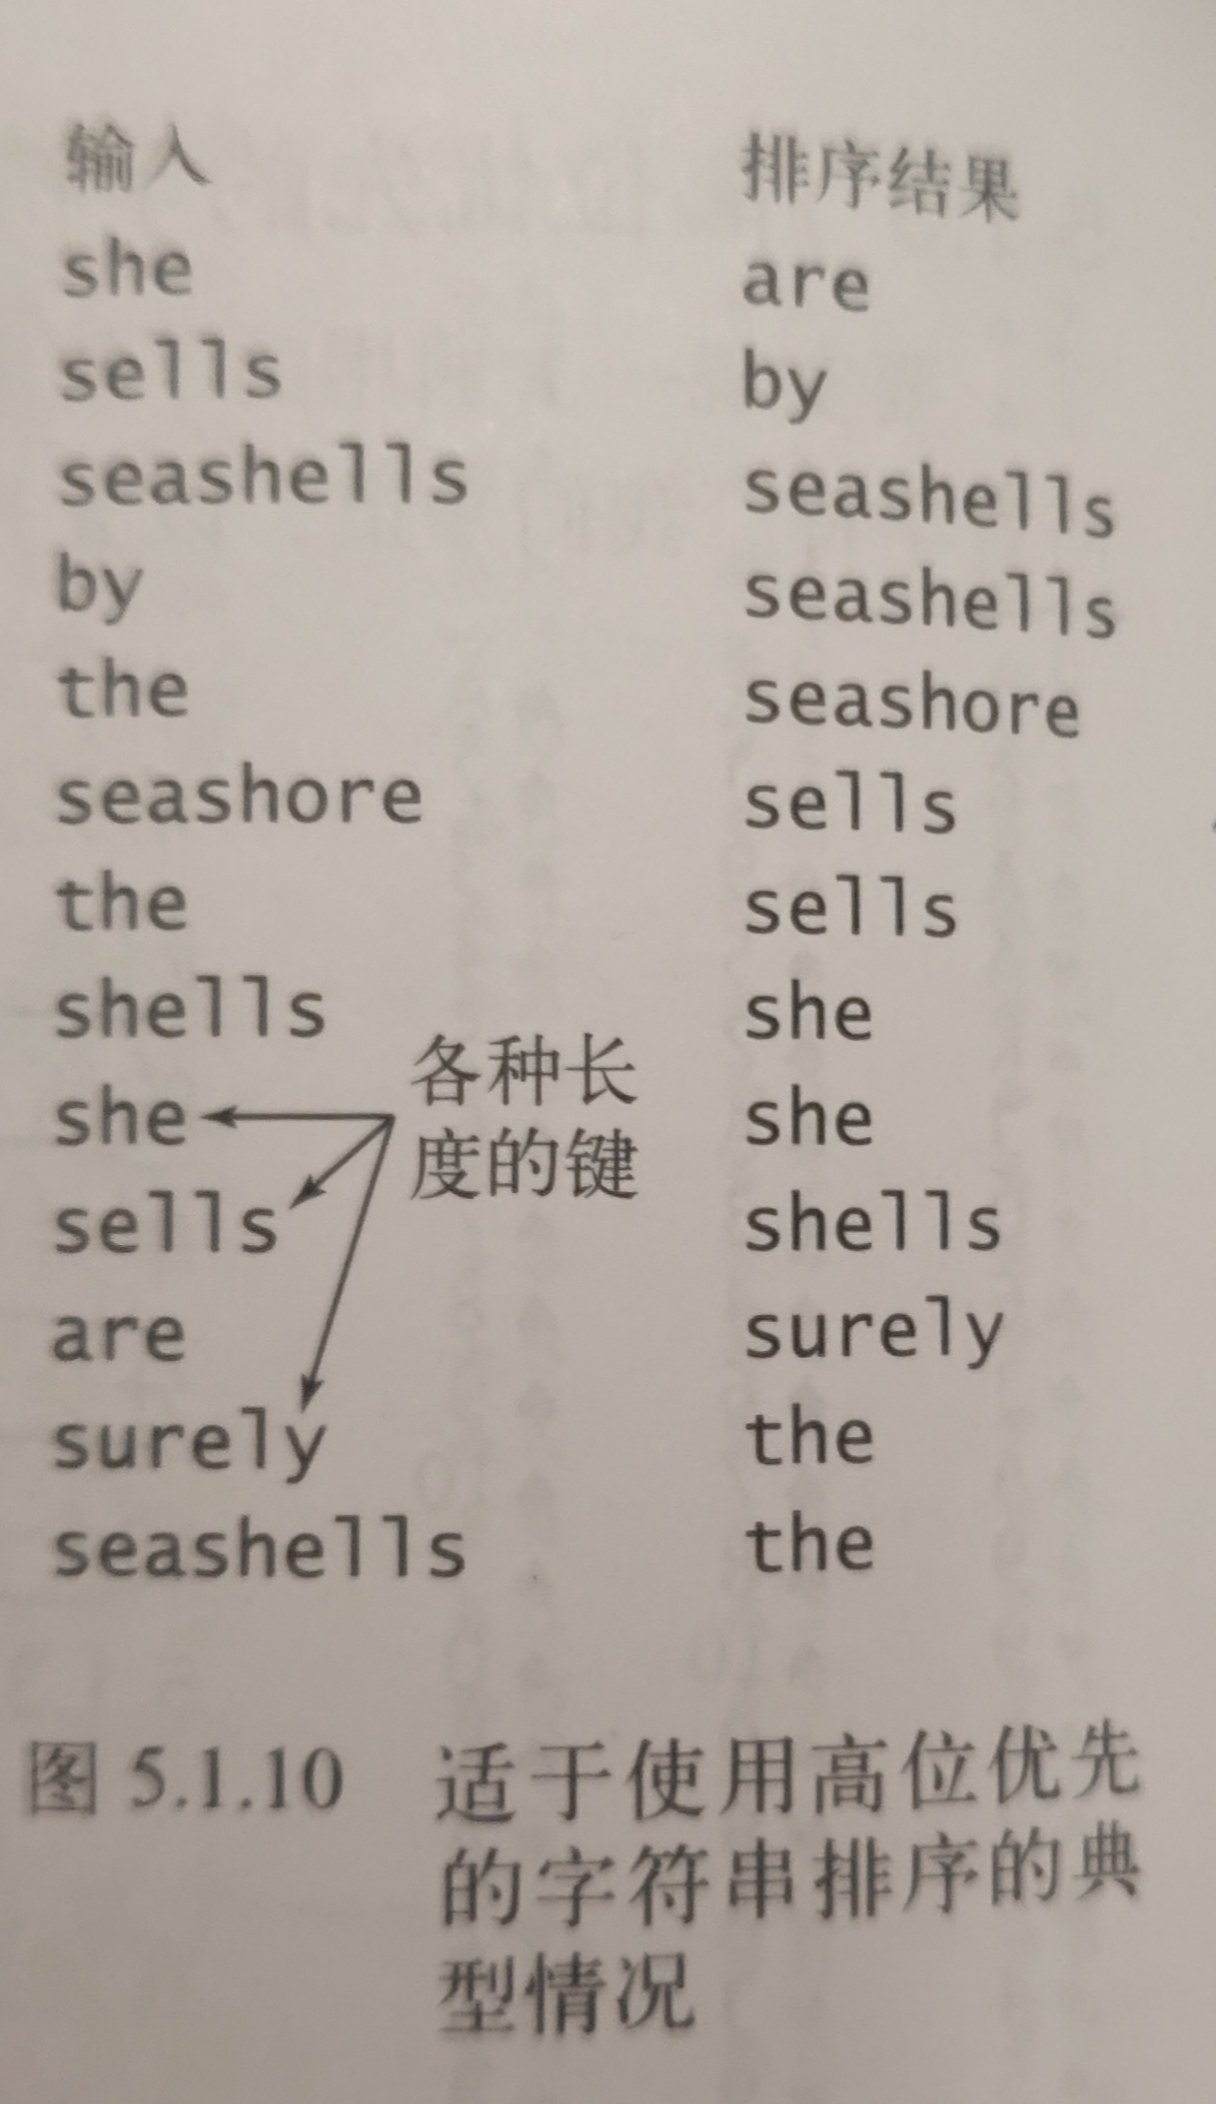 输入
she
sells
seashells
by
the
seashore
the
shells
she
sells
are
surely
seashells
各种长
度的键
排序结果
are
by
seashells
seashells
seashore
sells
sells
she
she
shells
surely
the
the
图 5.1.10 适于使用高位优先
的字符串排序的典
型情况